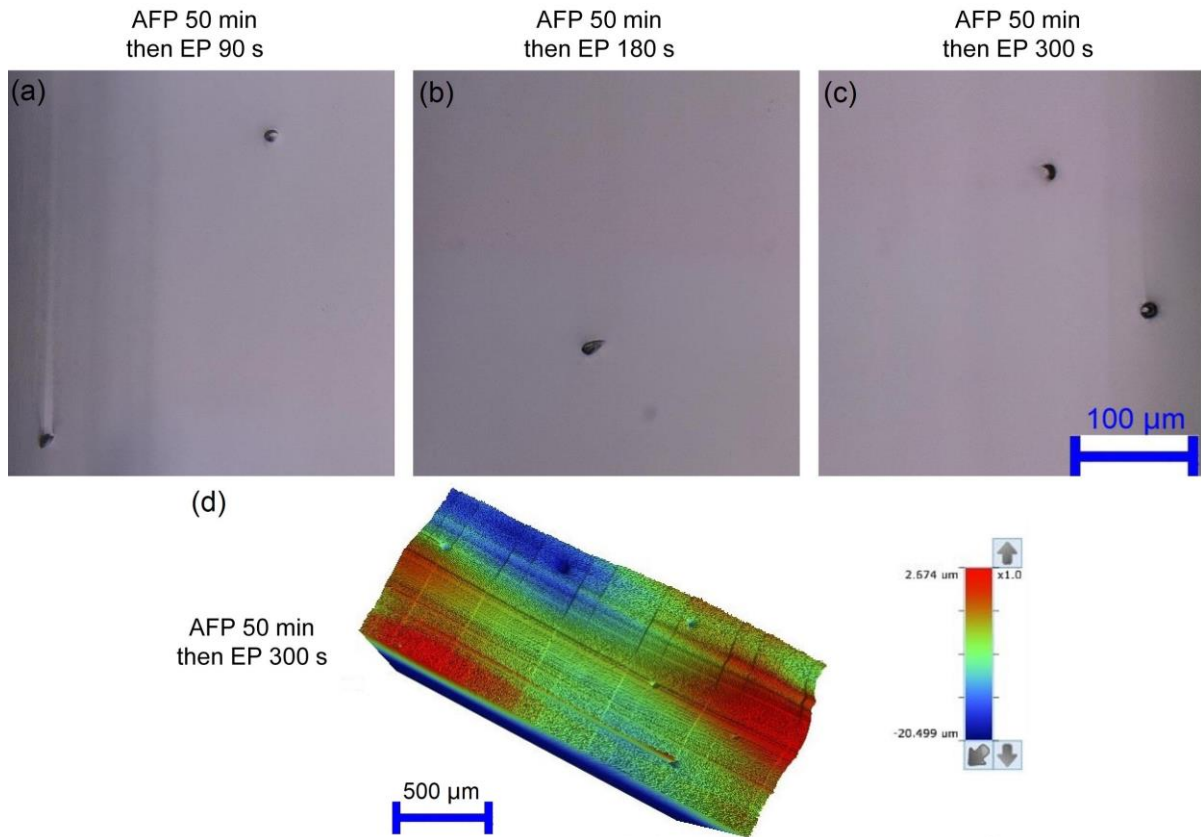 AFP 50 min
then EP 90 s
AFP 50 min
then EP 180 s
AFP 50 min
then EP 300 s
(a)
(b)
(c)
100 µm
(d)
AFP 50 min
then EP 300 s
500 µm
2.574 um
x1.0
-20.499 um